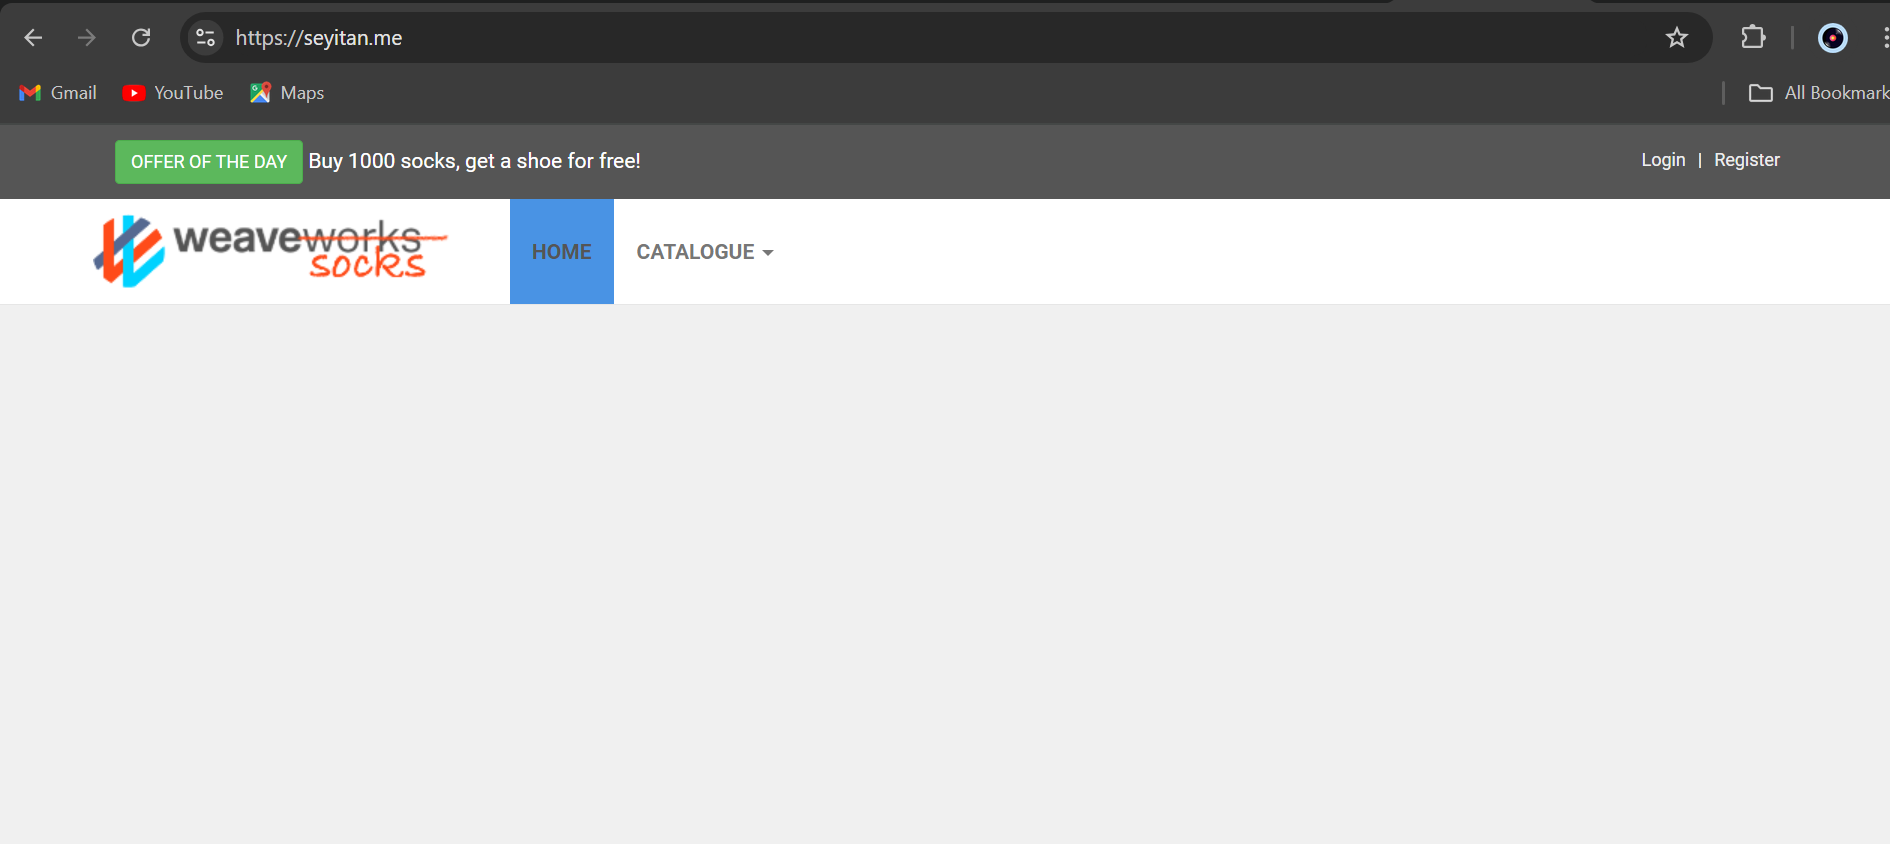 https://seyitan.me
Gmail YouTube Maps All Bookmark
OFFER OF THE DAY Buy 1000 socks, get a shoe for free! Login | Register
weaveworks
socks
HOME CATALOGUE